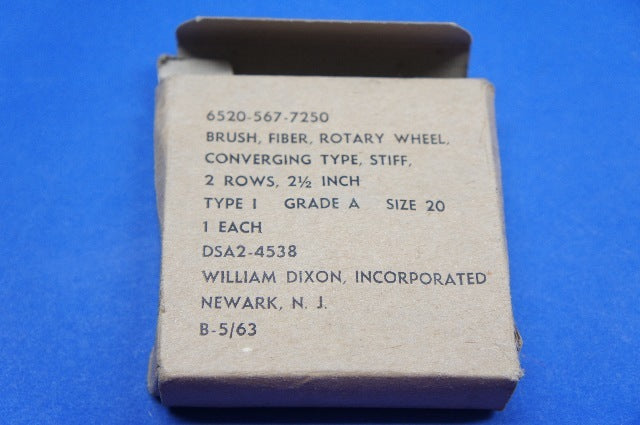 6520-567-7250
BRUSH, FIBER, ROTARY WHEEL,
CONVERGING TYPE, STIFF,
2 ROWS, 2½ INCH
TYPE I GRADE A SIZE 20
1 EACH
DSA2-4538
WILLIAM DIXON, INCORPORATED
NEWARK, N. J.
B-5/63